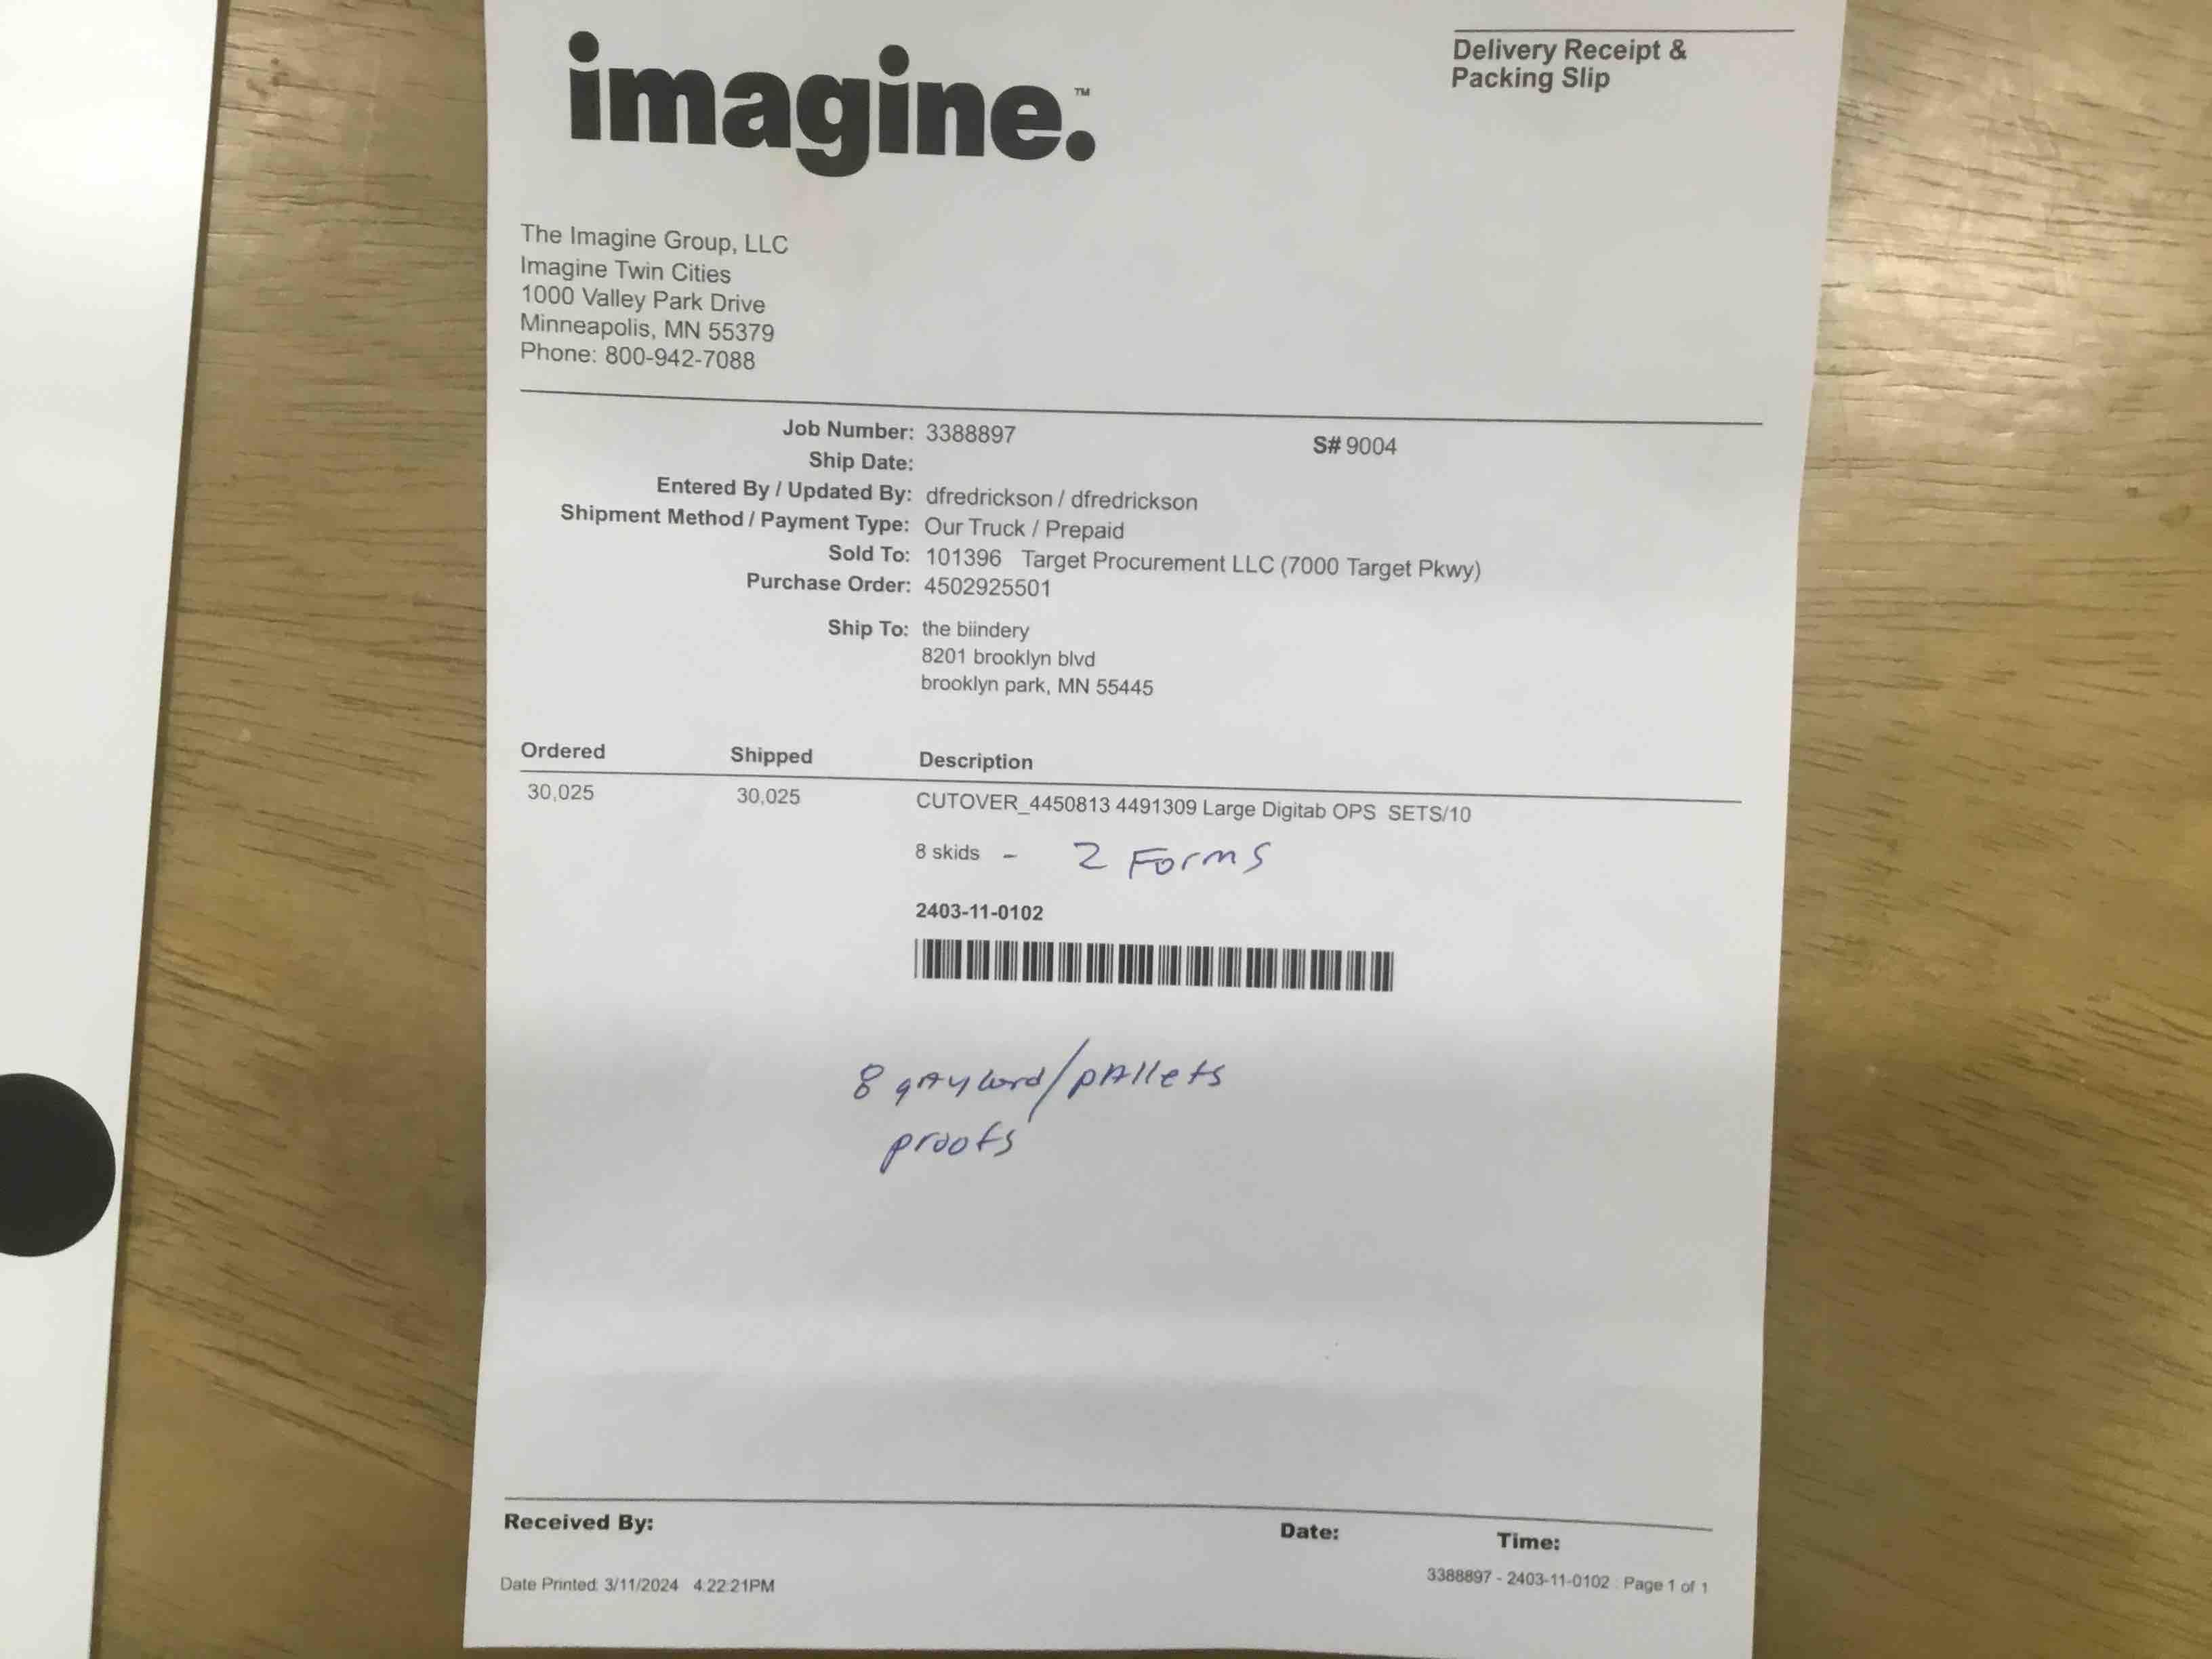 imagine.™
Delivery Receipt &
Packing Slip
The Imagine Group, LLC
Imagine Twin Cities
1000 Valley Park Drive
Minneapolis, MN 55379
Phone: 800-942-7088
Job Number: 3388897 S# 9004
Ship Date:
Entered By / Updated By: dfredrickson / dfredrickson
Shipment Method / Payment Type: Our Truck / Prepaid
Sold To: 101396 Target Procurement LLC (7000 Target Pkwy)
Purchase Order: 4502925501
Ship To: the biindery
8201 brooklyn blvd
brooklyn park, MN 55445
Ordered Shipped Description
30,025 30,025 CUTOVER_4450813 4491309 Large Digitab OPS SETS/10
8 skids - 2 Forms
2403-11-0102
8 gaylord/pallets
proofs
Received By: Date: Time:
Date Printed: 3/11/2024 4:22:21PM 3388897 - 2403-11-0102 : Page 1 of 1